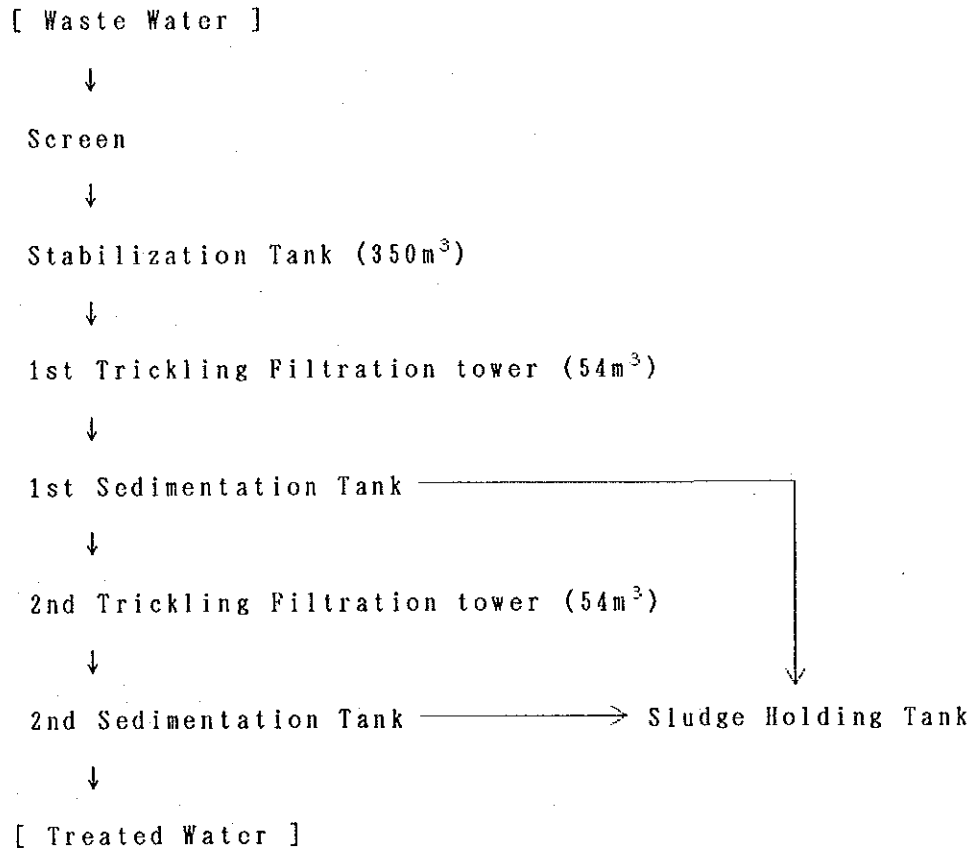 [ Waste Water ]
↓
Screen
↓
Stabilization Tank (350m³)
↓
1st Trickling Filtration tower (54m³)
↓
1st Sedimentation Tank
↓
2nd Trickling Filtration tower (54m³)
↓
2nd Sedimentation Tank → Sludge Holding Tank
↓
[ Treated Water ]